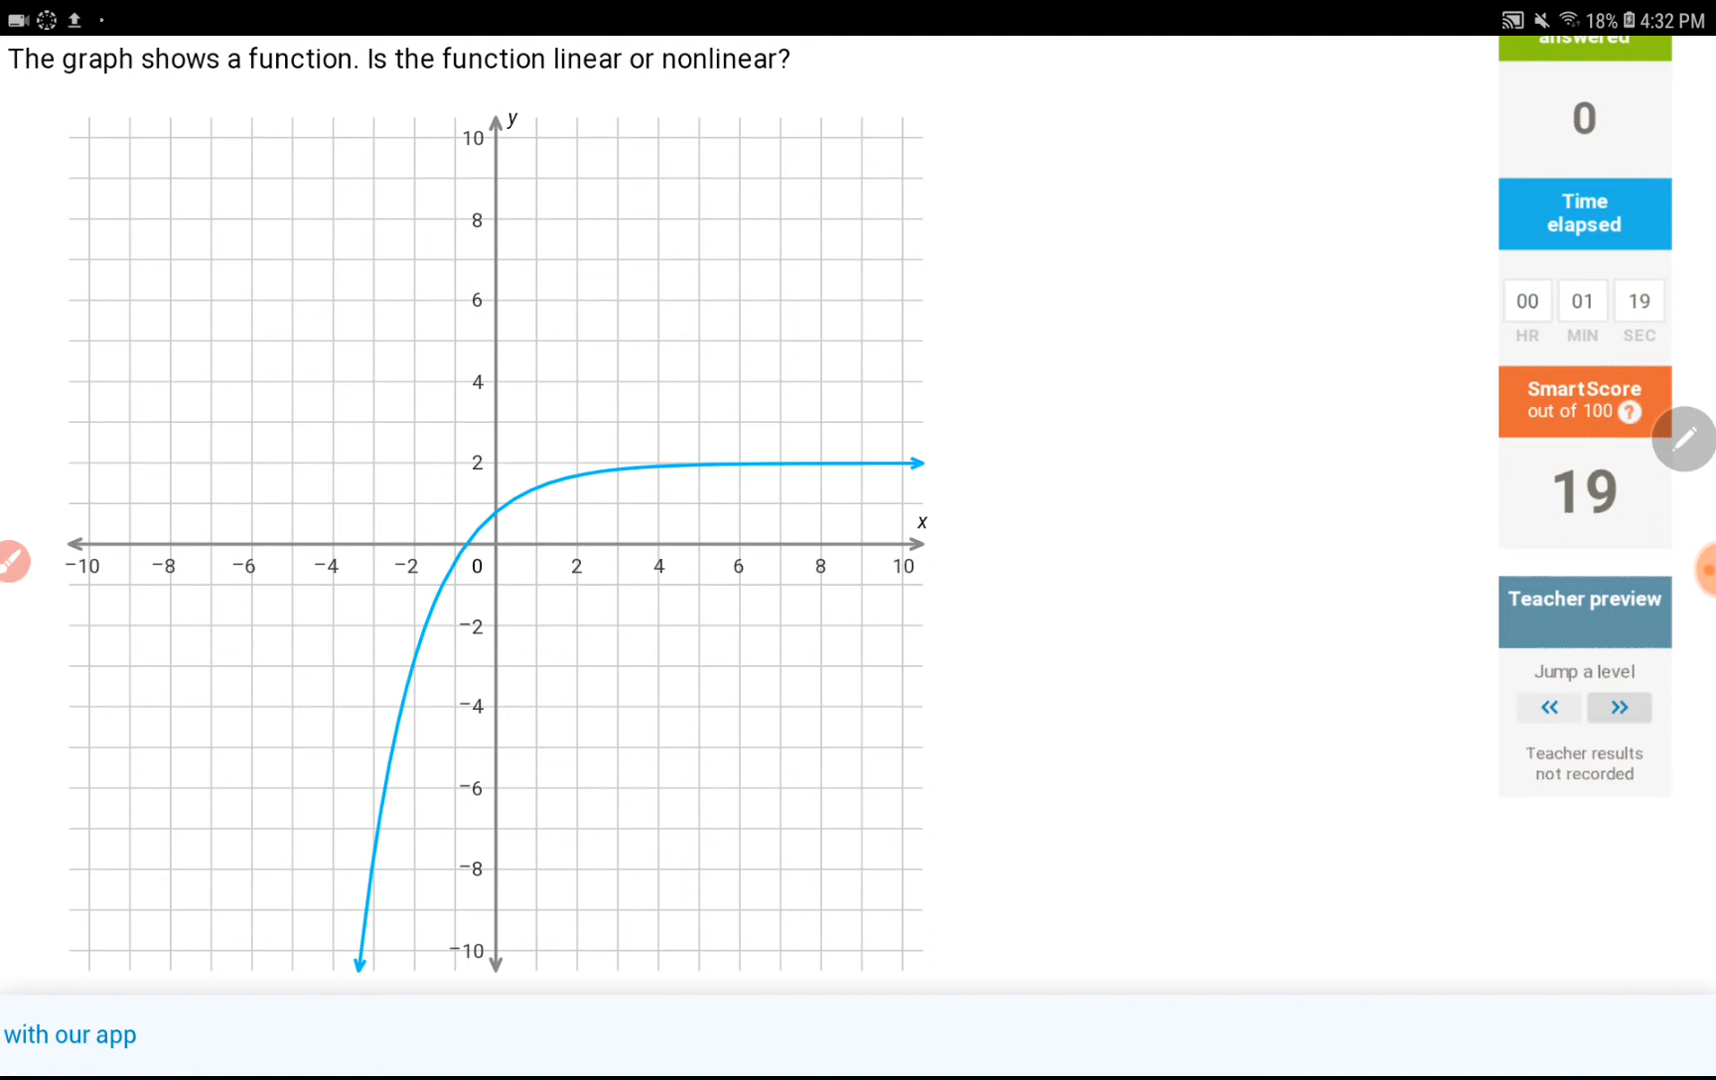 18% 4:32 PM
The graph shows a function. Is the function linear or nonlinear?
answered
0
Time
elapsed
00 01 19
HR MIN SEC
SmartScore
out of 100 ?
19
Teacher preview
Jump a level
Teacher results
not recorded
y
10
8
6
4
2
x
-10 -8 -6 -4 -2 0 2 4 6 8 10
-2
-4
-6
-8
-10
with our app